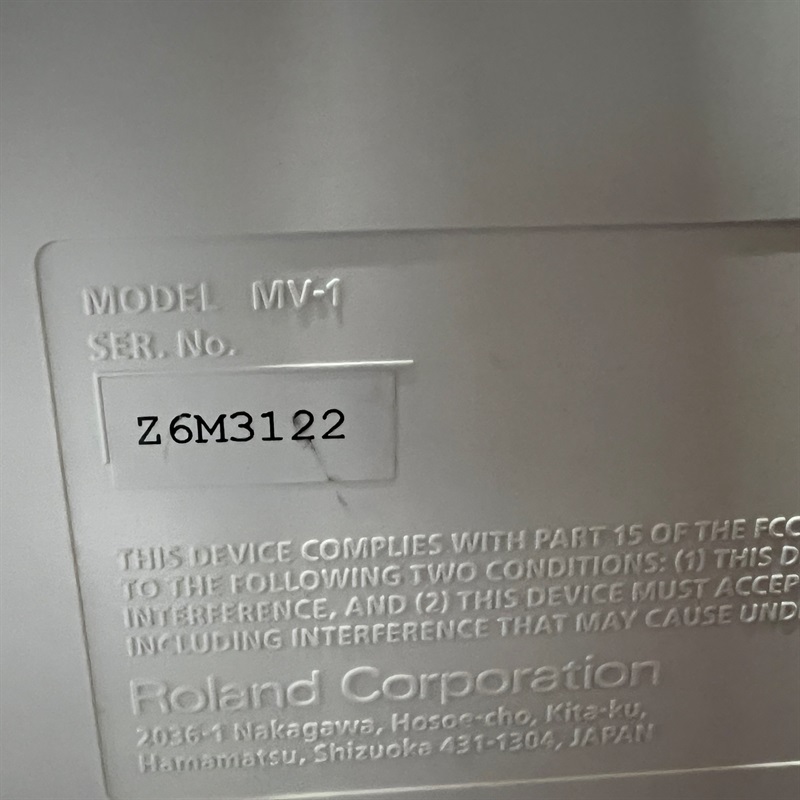 MODEL MV-1
SER. No.
Z6M3122
THIS DEVICE COMPLIES WITH PART 15 OF THE FCC
TO THE FOLLOWING TWO CONDITIONS: (1) THIS D
INTERFERENCE, AND (2) THIS DEVICE MUST ACCEP
INCLUDING INTERFERENCE THAT MAY CAUSE UND
Roland Corporation
2036-1 Nakagawa, Hosoe-cho, Kita-ku,
Hamamatsu, Shizuoka 431-1304, JAPAN